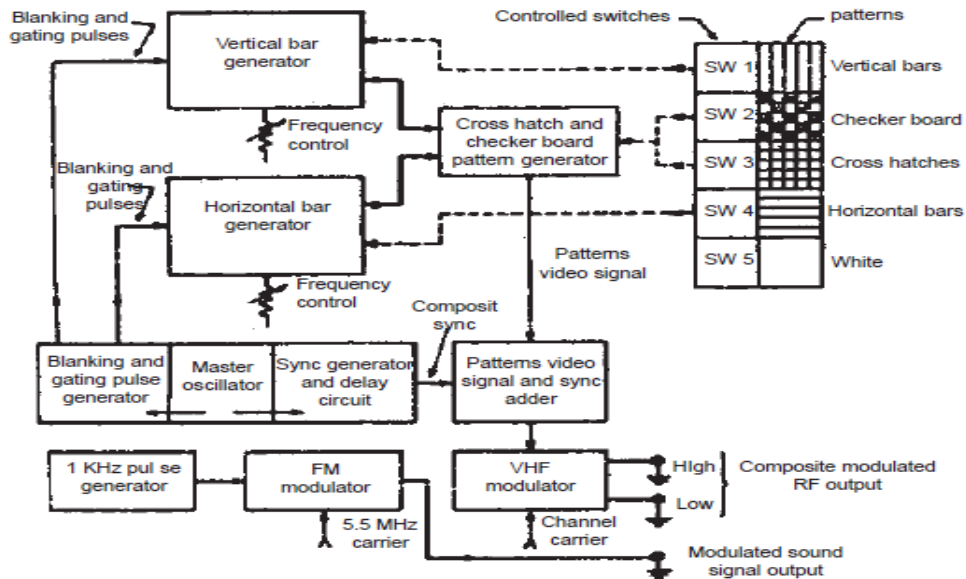 Blanking and
gating pulses
Vertical bar
generator
Controlled switches
patterns
SW 1
Vertical bars
SW 2
Checker board
SW 3
Cross hatches
SW 4
Horizontal bars
SW 5
White
Frequency
control
Cross hatch and
checker board
pattern generator
Blanking and
gating
pulses
Horizontal bar
generator
Frequency
control
Patterns
video signal
Composit
sync
Blanking and
gating pulse
generator
Master
oscillator
Sync generator
and delay
circuit
Patterns video
signal and sync
adder
1 KHz pul se
generator
FM
modulator
VHF
modulator
HIgh
Low
Composite modulated
RF output
5.5 MHz
carrier
Channel
carrier
Modulated sound
signal output